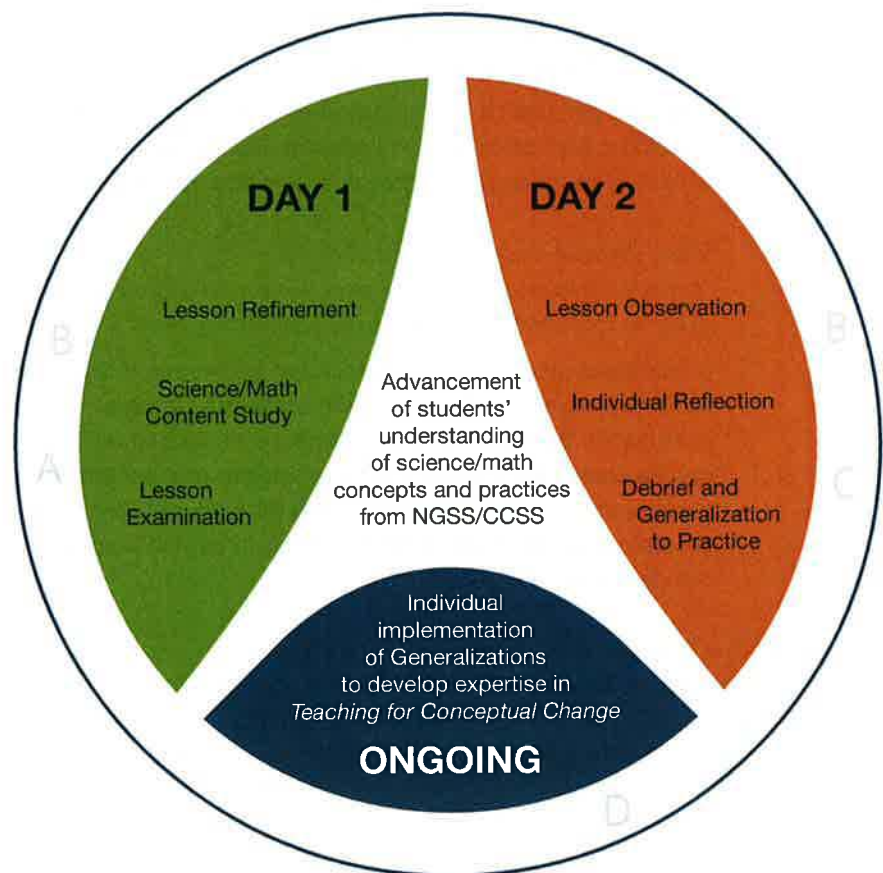 DAY 1
Lesson Refinement
Science/Math
Content Study
Lesson
Examination
DAY 2
Lesson Observation
Individual Reflection
Debrief and
Generalization
to Practice
Advancement
of students'
understanding
of science/math
concepts and practices
from NGSS/CCSS
Individual
implementation
of Generalizations
to develop expertise in
Teaching for Conceptual Change
ONGOING
B
A
B
C
D